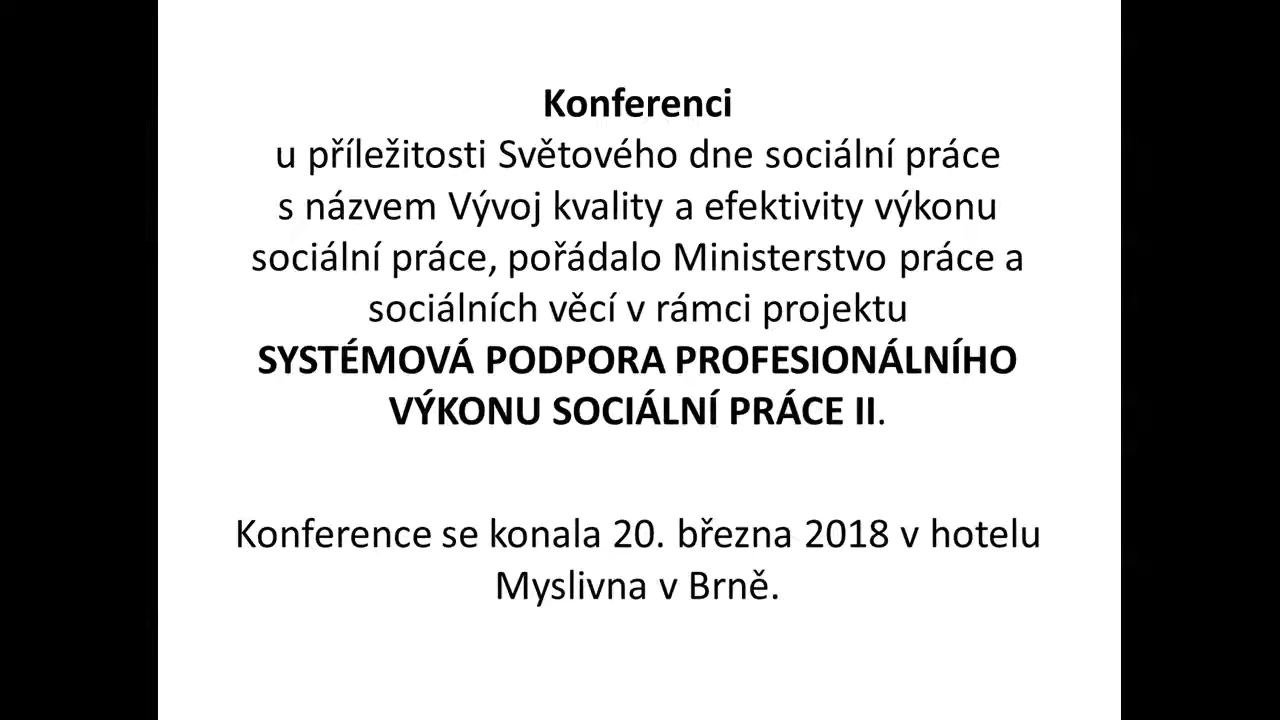 Konferenci
u příležitosti Světového dne sociální práce
s názvem Vývoj kvality a efektivity výkonu
sociální práce, pořádalo Ministerstvo práce a
sociálních věcí v rámci projektu
SYSTÉMOVÁ PODPORA PROFESIONÁLNÍHO
VÝKONU SOCIÁLNÍ PRÁCE II.
Konference se konala 20. března 2018 v hotelu
Myslivna v Brně.